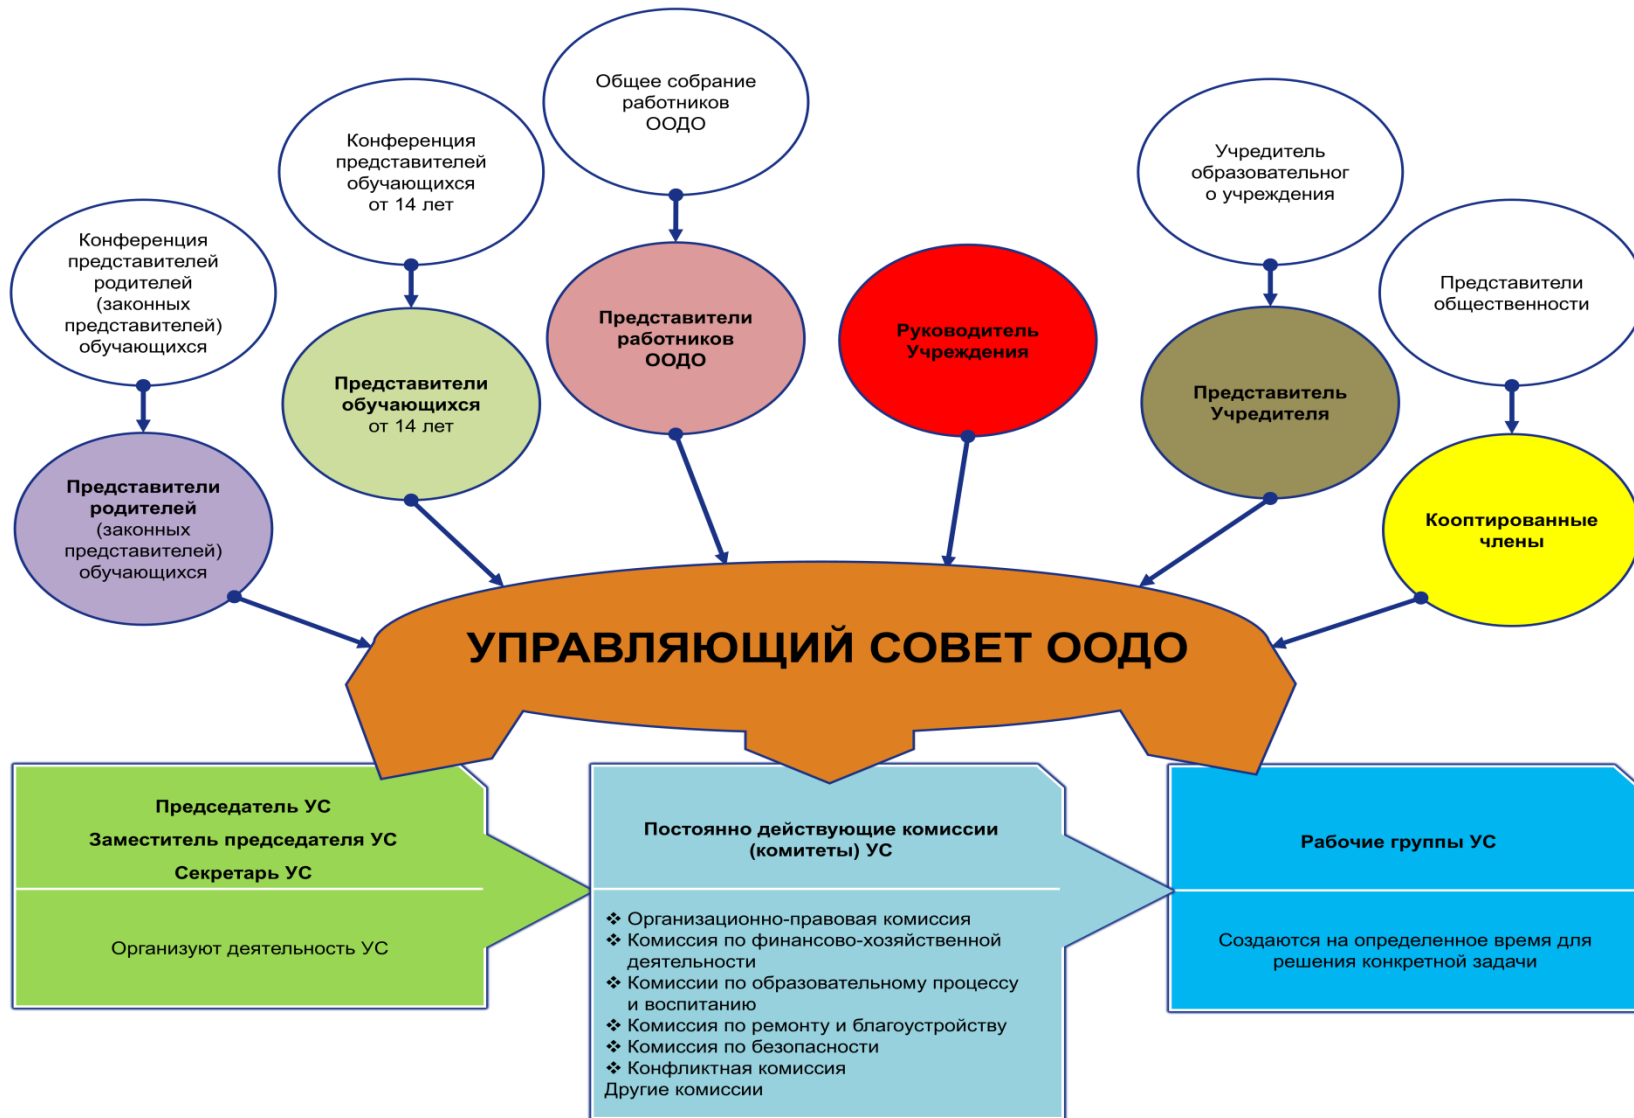 Общее собрание
работников
ООДО
Конференция
представителей
обучающихся
от 14 лет
Учредитель
образовательног
о учреждения
Конференция
представителей
родителей
(законных
представителей)
обучающихся
Представители
общественности
Представители
работников
ООДО
Руководитель
Учреждения
Представители
обучающихся
от 14 лет
Представитель
Учредителя
Представители
родителей
(законных
представителей)
обучающихся
Кооптированные
члены
УПРАВЛЯЮЩИЙ СОВЕТ ООДО
Председатель УС
Заместитель председателя УС
Секретарь УС
Организуют деятельность УС
Постоянно действующие комиссии
(комитеты) УС
❖ Организационно-правовая комиссия
❖ Комиссия по финансово-хозяйственной
деятельности
❖ Комиссии по образовательному процессу
и воспитанию
❖ Комиссия по ремонту и благоустройству
❖ Комиссия по безопасности
❖ Конфликтная комиссия
Другие комиссии
Рабочие группы УС
Создаются на определенное время для
решения конкретной задачи